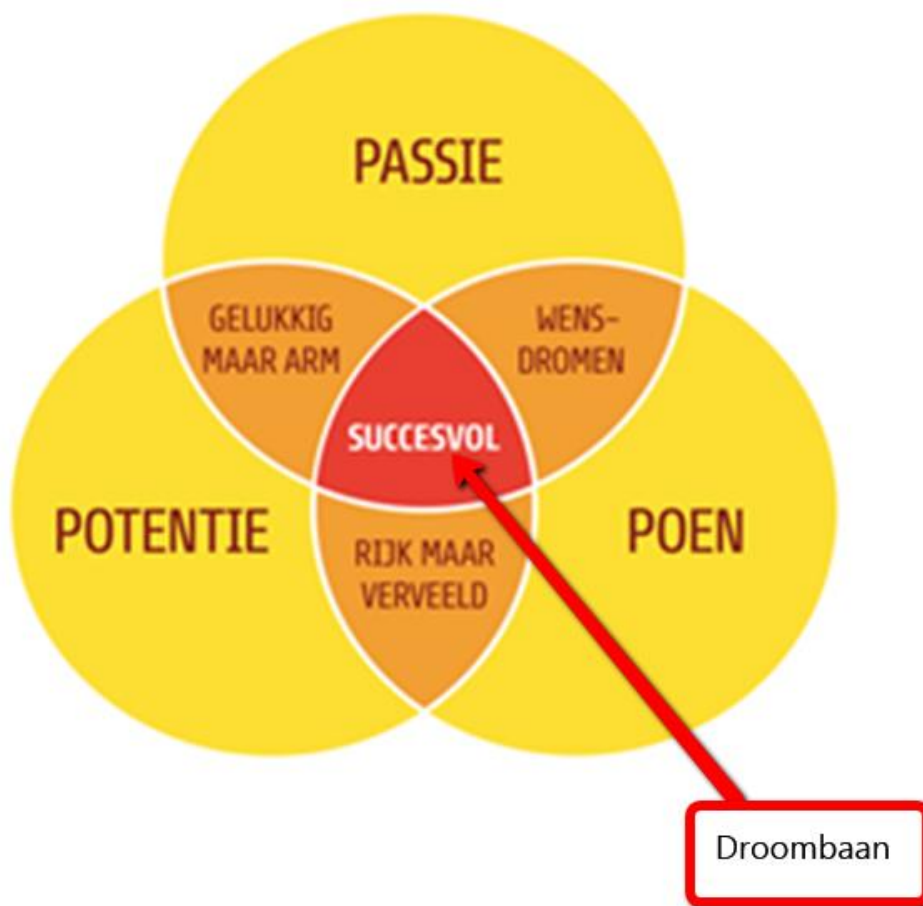 PASSIE
GELUKKIG
MAAR ARM
WENS-
DROMEN
SUCCESVOL
POTENTIE
POEN
RIJK MAAR
VERVEELD
Droombaan